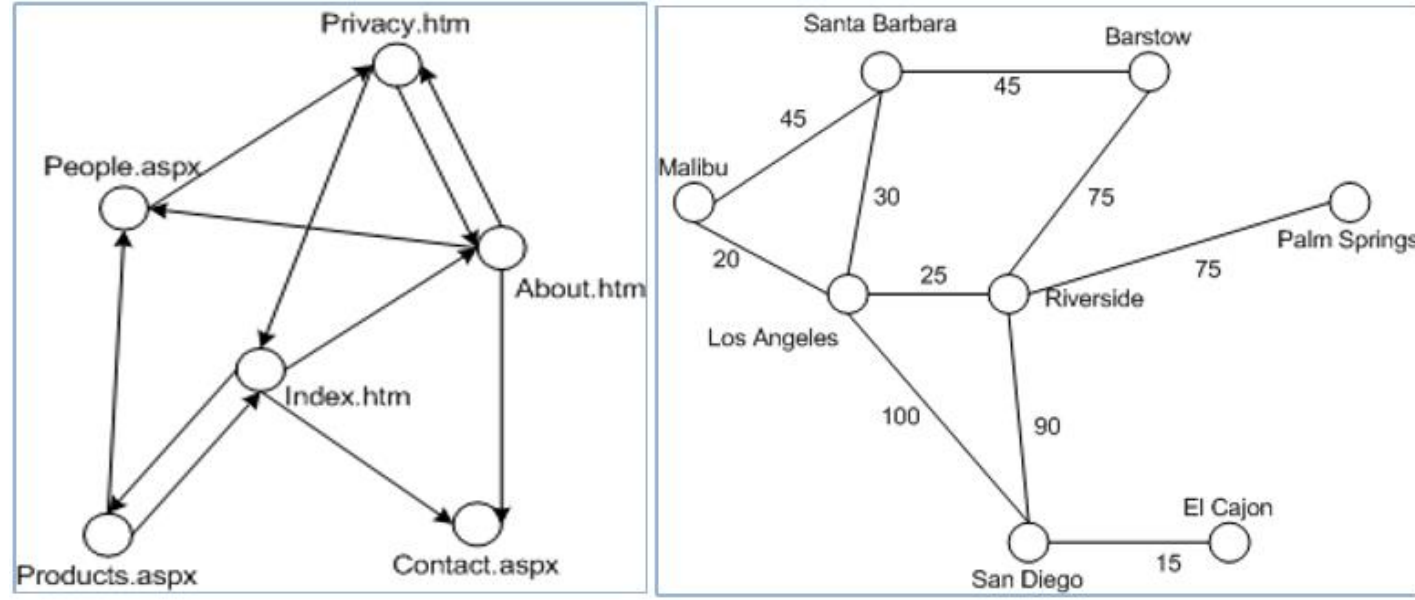 Privacy.htm
People.aspx
About.htm
Index.htm
Products.aspx
Contact.aspx
Santa Barbara
Barstow
45
45
Malibu
30
75
20
25
75
Palm Springs
Riverside
Los Angeles
100
90
El Cajon
15
San Diego